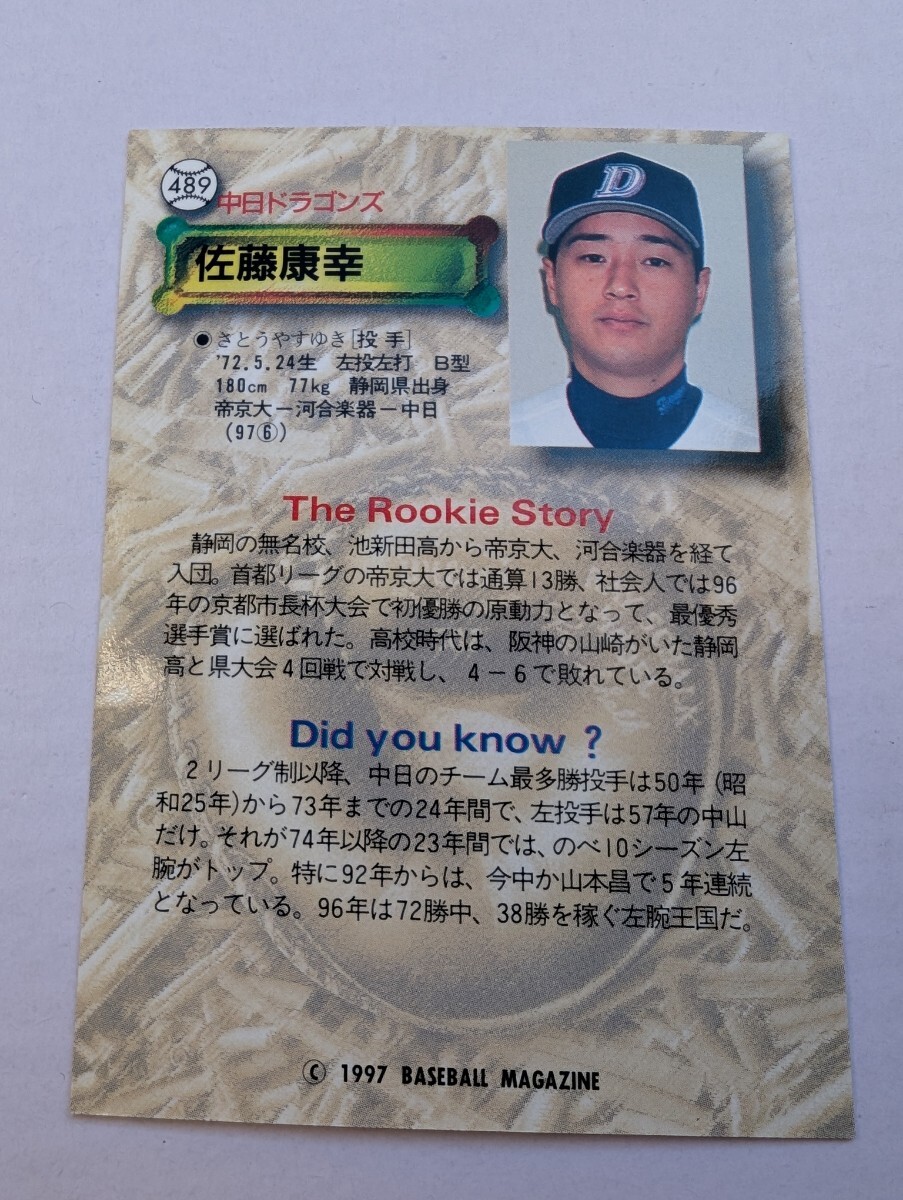 489
中日ドラゴンズ
D
佐藤康幸
●さとうやすゆき[投手]
'72.5.24生 左投左打 B型
180cm 77kg 静岡県出身
帝京大－河合楽器－中日
(97⑥)
The Rookie Story
静岡の無名校、池新田高から帝京大、河合楽器を経て
入団。首都リーグの帝京大では通算13勝、社会人では96
年の京都市長杯大会で初優勝の原動力となって、最優秀
選手賞に選ばれた。高校時代は、阪神の山崎がいた静岡
高と県大会4回戦で対戦し、4－6で敗れている。
Did you know ?
2リーグ制以降、中日のチーム最多勝投手は50年(昭
和25年)から73年までの24年間で、左投手は57年の中山
だけ。それが74年以降の23年間では、のべ10シーズン左
腕がトップ。特に92年からは、今中か山本昌で5年連続
となっている。96年は72勝中、38勝を稼ぐ左腕王国だ。
© 1997 BASEBALL MAGAZINE